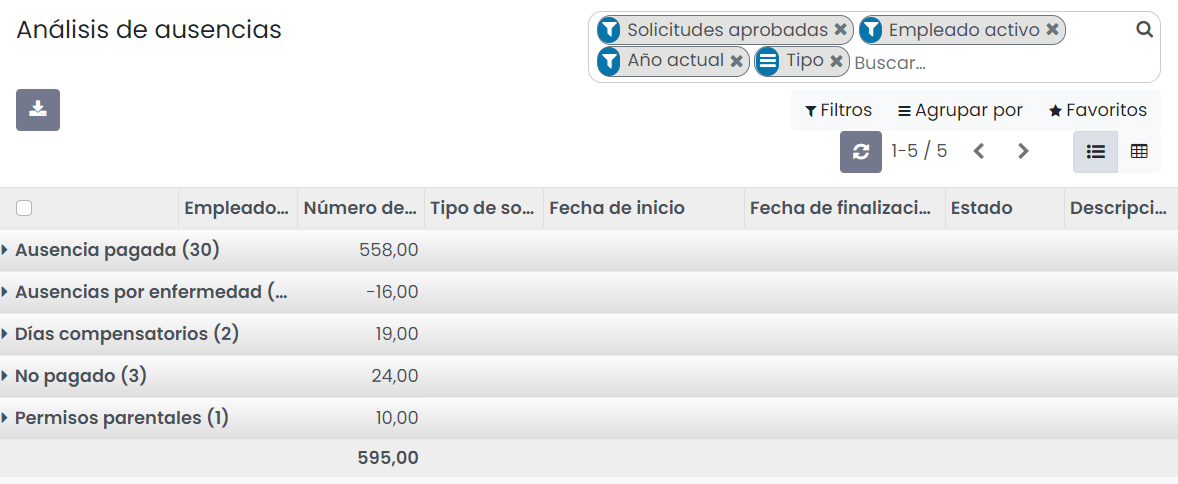 Análisis de ausencias
Solicitudes aprobadas Empleado activo
Año actual Tipo Buscar...
Filtros Agrupar por Favoritos
1-5 / 5
Empleado... Número de... Tipo de so... Fecha de inicio Fecha de finalizaci... Estado Descripci...
Ausencia pagada (30) 558,00
Ausencias por enfermedad (... -16,00
Días compensatorios (2) 19,00
No pagado (3) 24,00
Permisos parentales (1) 10,00
595,00